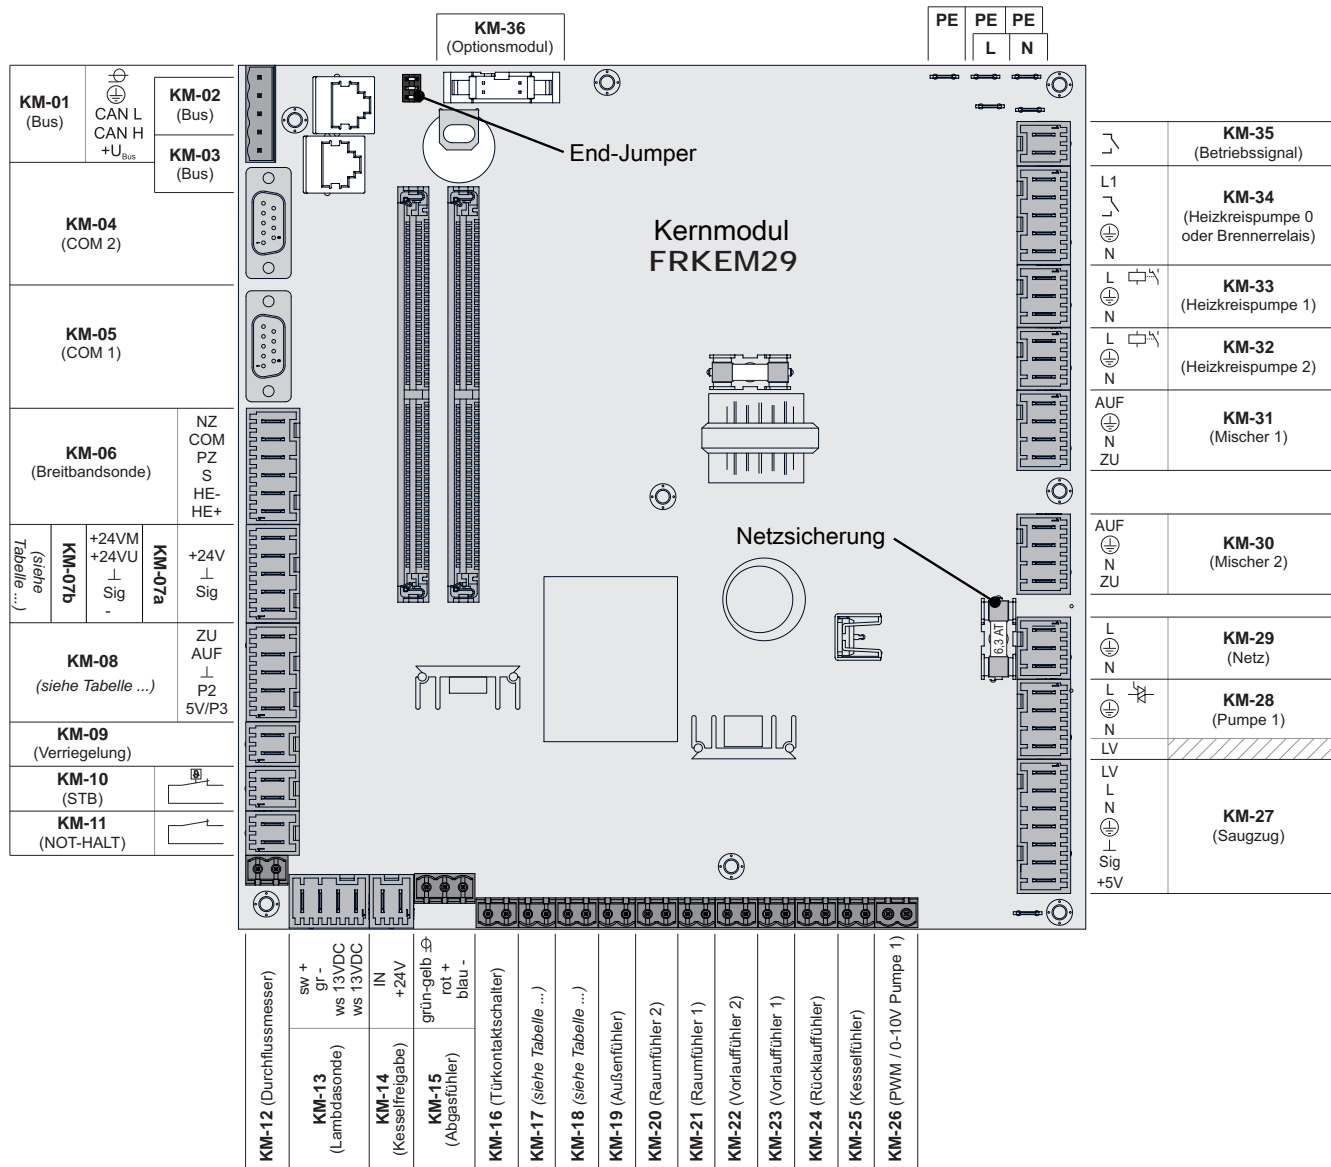 KM-36
(Optionsmodul)
PE PE PE
L N
KM-01
(Bus)
CAN L
CAN H
+U Bus
KM-02
(Bus)
KM-03
(Bus)
KM-04
(COM 2)
KM-05
(COM 1)
KM-06
(Breitbandsonde)
NZ
COM
PZ
S
HE-
HE+
(siehe
Tabelle ...)
KM-07b
+24VM
+24VU
⊥
Sig
-
KM-07a
+24V
⊥
Sig
KM-08
(siehe Tabelle ...)
ZU
AUF
⊥
P2
5V/P3
KM-09
(Verriegelung)
KM-10
(STB)
KM-11
(NOT-HALT)
End-Jumper
Kernmodul
FRKEM29
Netzsicherung
6,3 AT
KM-35
(Betriebssignal)
L1
N
KM-34
(Heizkreispumpe 0
oder Brennerrelais)
L
N
KM-33
(Heizkreispumpe 1)
L
N
KM-32
(Heizkreispumpe 2)
AUF
N
ZU
KM-31
(Mischer 1)
AUF
N
ZU
KM-30
(Mischer 2)
L
N
KM-29
(Netz)
L
N
LV
KM-28
(Pumpe 1)
LV
L
N
⊥
Sig
+5V
KM-27
(Saugzug)
KM-12 (Durchflussmesser)
sw +
gr -
ws 13VDC
ws 13VDC
KM-13
(Lambdasonde)
IN
+24V
KM-14
(Kesselfreigabe)
grün-gelb
rot +
blau -
KM-15
(Abgasfühler)
KM-16 (Türkontaktschalter)
KM-17 (siehe Tabelle ...)
KM-18 (siehe Tabelle ...)
KM-19 (Außenfühler)
KM-20 (Raumfühler 2)
KM-21 (Raumfühler 1)
KM-22 (Vorlauffühler 2)
KM-23 (Vorlauffühler 1)
KM-24 (Rücklauffühler)
KM-25 (Kesselfühler)
KM-26 (PWM / 0-10V Pumpe 1)